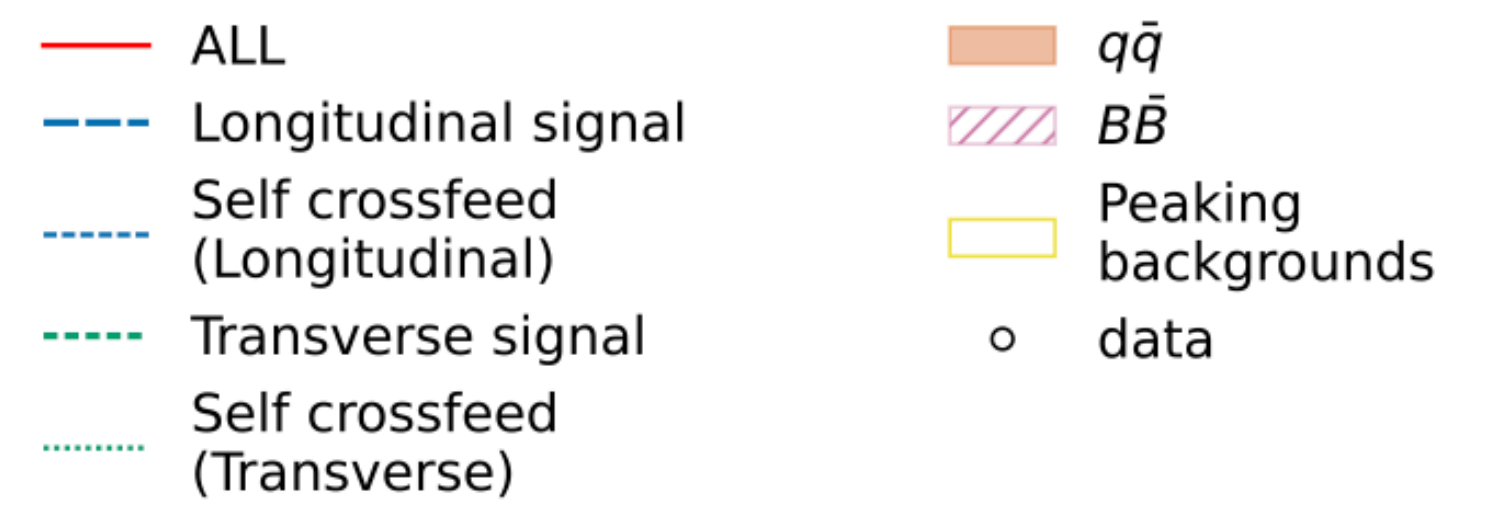 ALL
Longitudinal signal
Self crossfeed
(Longitudinal)
Transverse signal
Self crossfeed
(Transverse)
qq̄
BB̄
Peaking
backgrounds
data